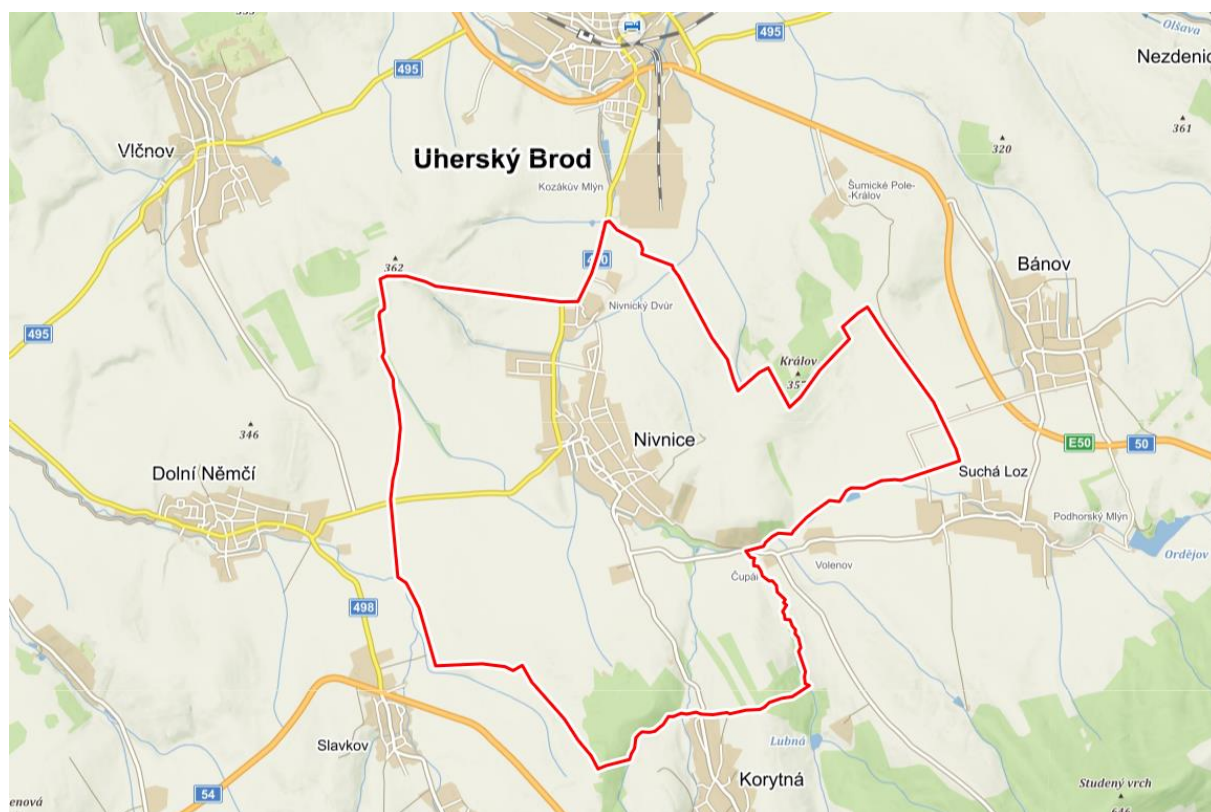 495
Olšava
Nezdenic
495
361
Vlčnov
320
Uherský Brod
Kozákův Mlýn
Šumické Pole-
Králov
362
Bánov
Nivnický Dvůr
495
Králov
346
Nivnice
E50
50
Dolní Němčí
Suchá Loz
Podhorský Mlýn
Ordějov
Volenov
Čupái
498
Slavkov
Lubná
Korytná
Studený vrch
54
enová